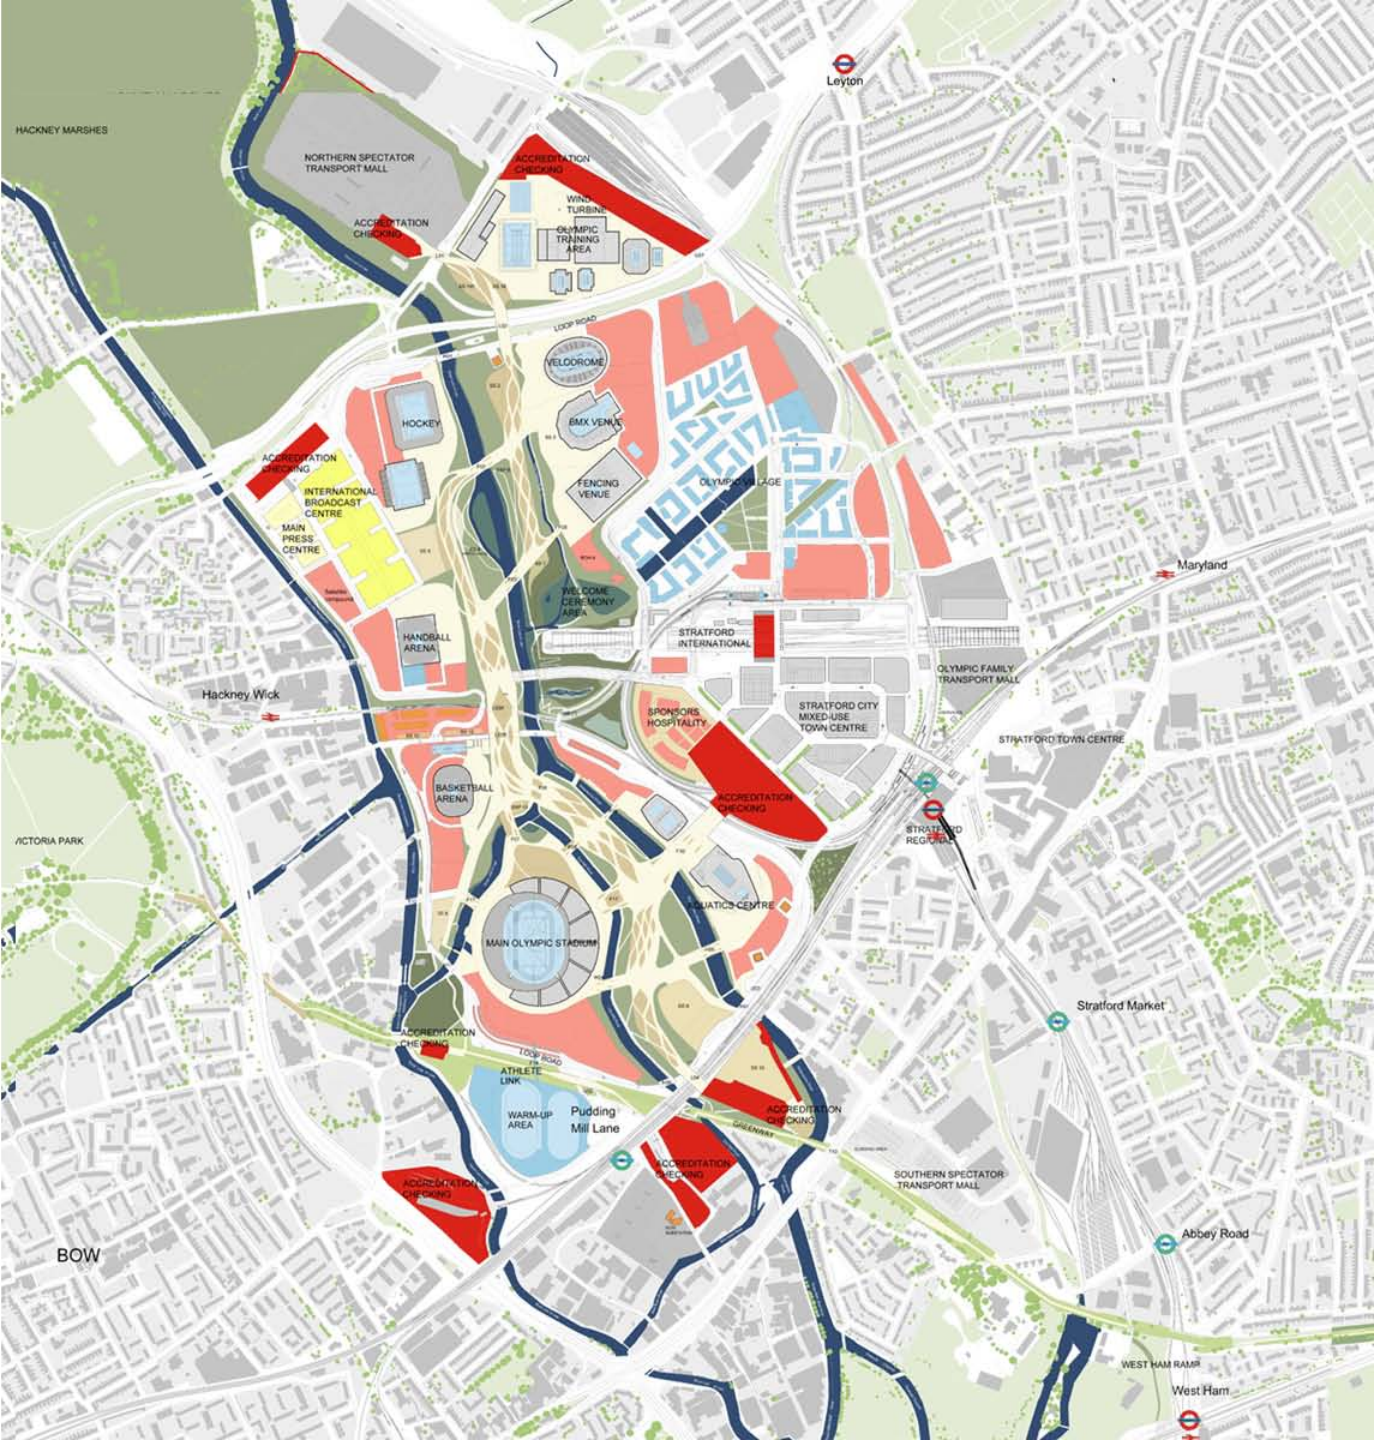 Leyton
HACKNEY MARSHES
NORTHERN SPECTATOR
TRANSPORT MALL
ACCREDITATION
CHECKING
WIND
TURBINE
ACCREDITATION
CHECKING
OLYMPIC
TRAINING
AREA
LOOP ROAD
VELODROME
HOCKEY
BMX VENUE
ACCREDITATION
CHECKING
INTERNATIONAL
BROADCAST
CENTRE
FENCING
VENUE
OLYMPIC VILLAGE
MAIN
PRESS
CENTRE
Maryland
WELCOME
CEREMONY
AREA
HANDBALL
ARENA
STRATFORD
INTERNATIONAL
OLYMPIC FAMILY
TRANSPORT MALL
Hackney Wick
SPONSORS
HOSPITALITY
STRATFORD CITY
MIXED-USE
TOWN CENTRE
STRATFORD TOWN CENTRE
BASKETBALL
ARENA
ACCREDITATION
CHECKING
STRATFORD
REGIONAL
VICTORIA PARK
AQUATICS CENTRE
MAIN OLYMPIC STADIUM
Stratford Market
ACCREDITATION
CHECKING
LOOP ROAD
ATHLETE
LINK
WARM-UP
AREA
Pudding
Mill Lane
ACCREDITATION
CHECKING
GREENWAY
ACCREDITATION
CHECKING
SOUTHERN SPECTATOR
TRANSPORT MALL
ACCREDITATION
CHECKING
Abbey Road
BOW
WEST HAM RAMP
West Ham